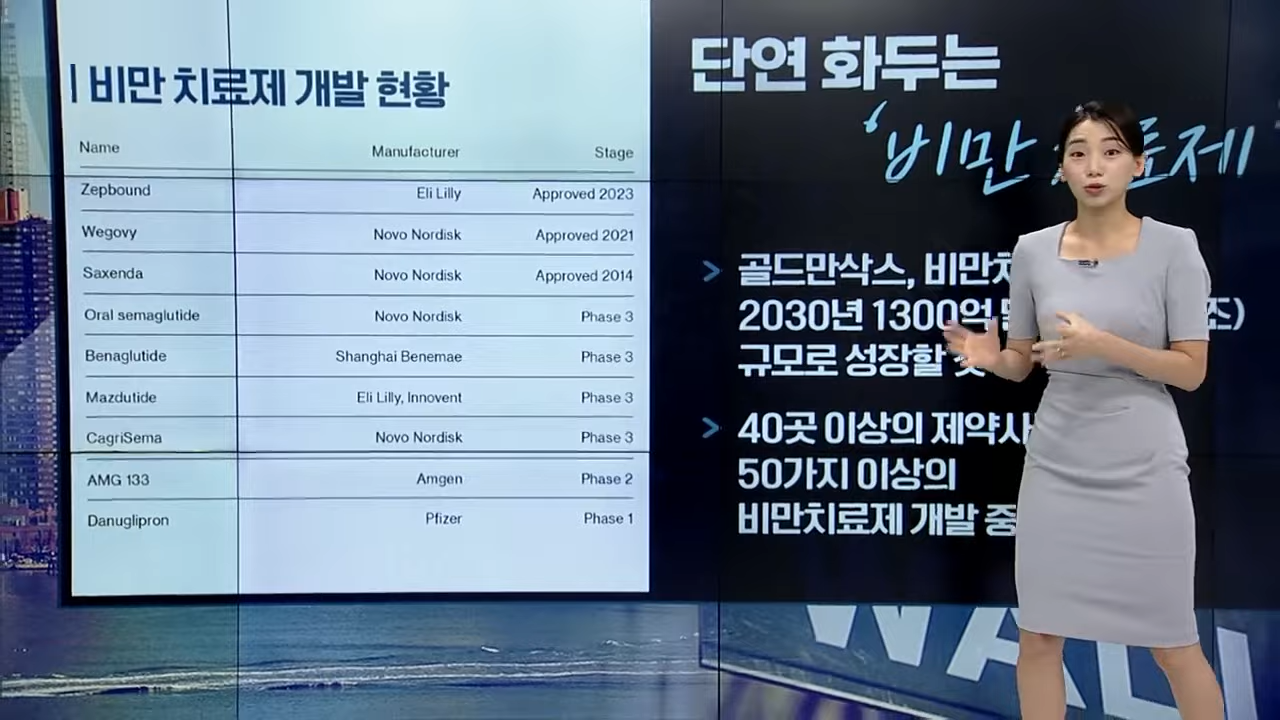 비만 치료제 개발 현황
Name Manufacturer Stage
Zepbound Eli Lilly Approved 2023
Wegovy Novo Nordisk Approved 2021
Saxenda Novo Nordisk Approved 2014
Oral semaglutide Novo Nordisk Phase 3
Benaglutide Shanghai Benemae Phase 3
Mazdutide Eli Lilly, Innovent Phase 3
CagriSema Novo Nordisk Phase 3
AMG 133 Amgen Phase 2
Danuglipron Pfizer Phase 1
단연 화두는
'비만 료제'
> 골드만삭스,
2030년 1300억 조)
규모로 성장할 것
> 40곳 이상의 제약사
50가지 이상의
비만치료제 개발 중
WALL